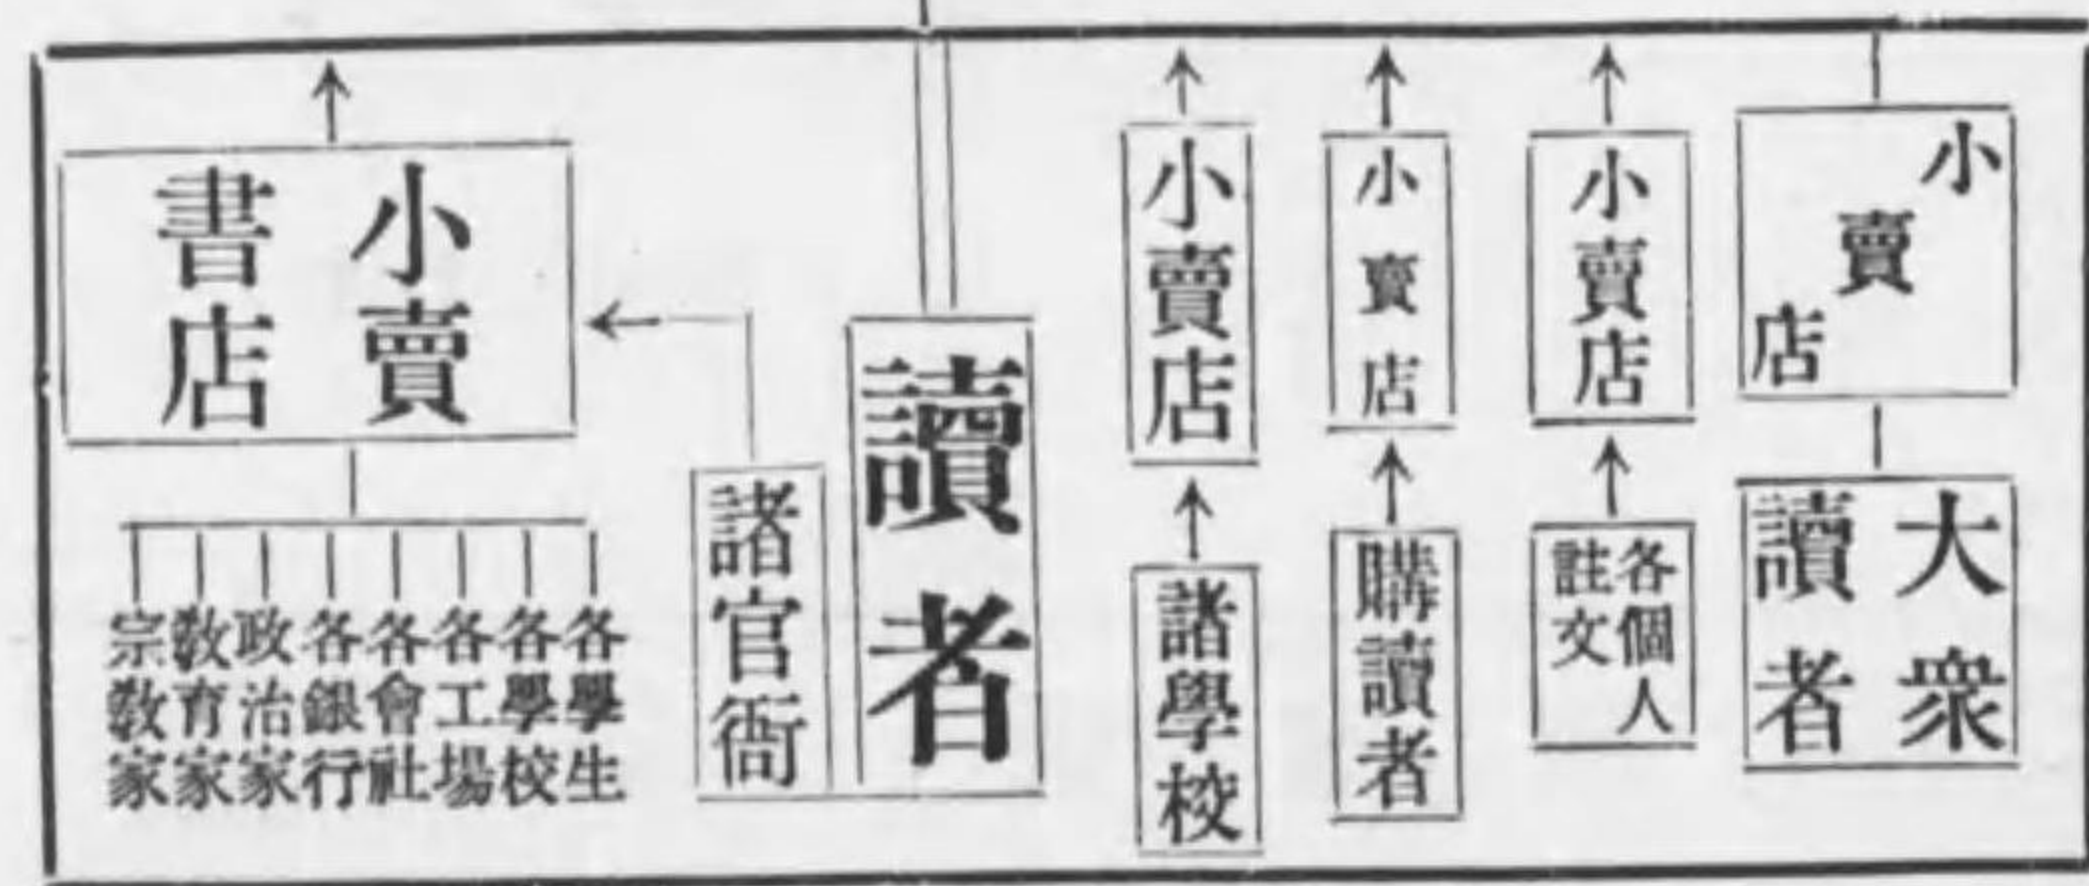 小賣店
大衆
讀者
小賣店
各個人
註文
小賣店
購讀者
小賣店
諸學校
讀者
諸官衙
小賣
書店
各學生
各學校
各工場
各會社
各銀行
政治家
敎育家
宗敎家